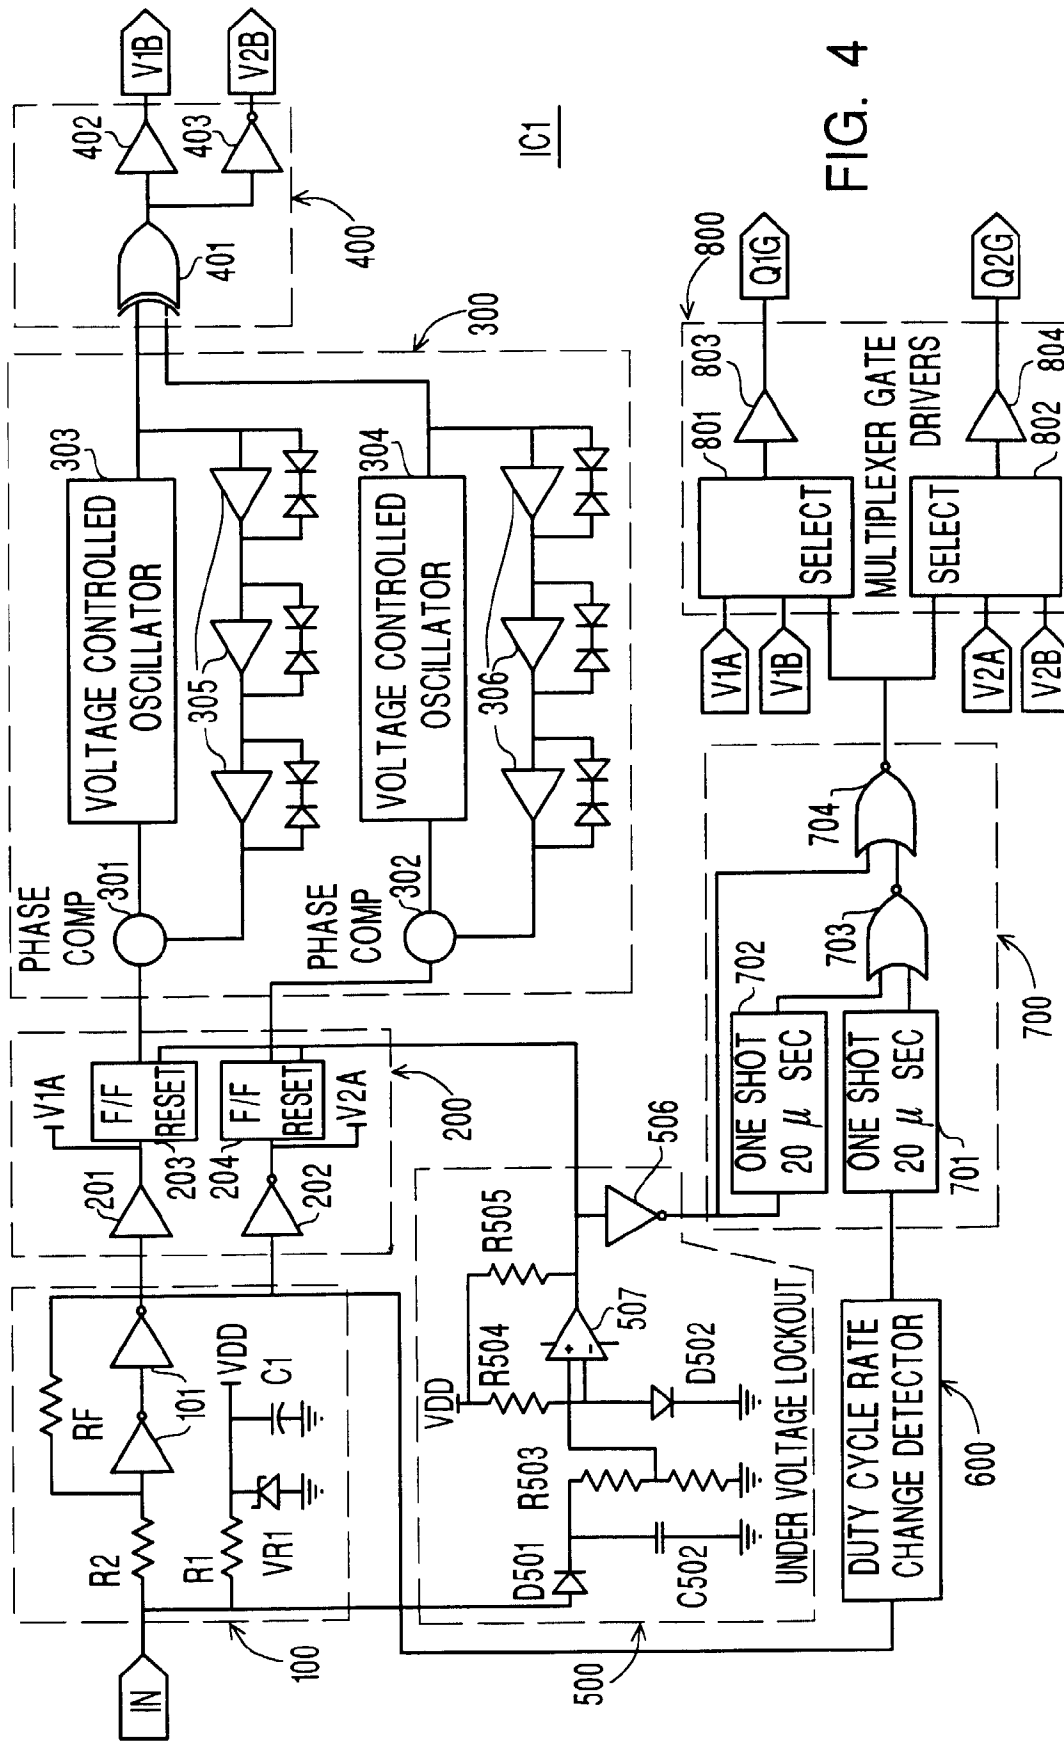 IN
100
R2
RF
101
R1
VR1
C1
VDD
V1A
201
203
F/F
RESET
204
F/F
RESET
202
V2A
200
PHASE
COMP
301
VOLTAGE CONTROLLED
OSCILLATOR
303
305
PHASE
COMP
302
VOLTAGE CONTROLLED
OSCILLATOR
304
306
300
401
402
403
V1B
V2B
400
IC1
500
D501
C502
R503
VDD
R504
R505
+
-
507
D502
506
UNDER VOLTAGE LOCKOUT
DUTY CYCLE RATE
CHANGE DETECTOR
600
ONE SHOT
20 μ SEC
702
ONE SHOT
20 μ SEC
701
703
704
700
V1A
V1B
V2A
V2B
SELECT
801
803
MULTIPLEXER GATE
DRIVERS
SELECT
802
804
800
Q1G
Q2G
FIG. 4